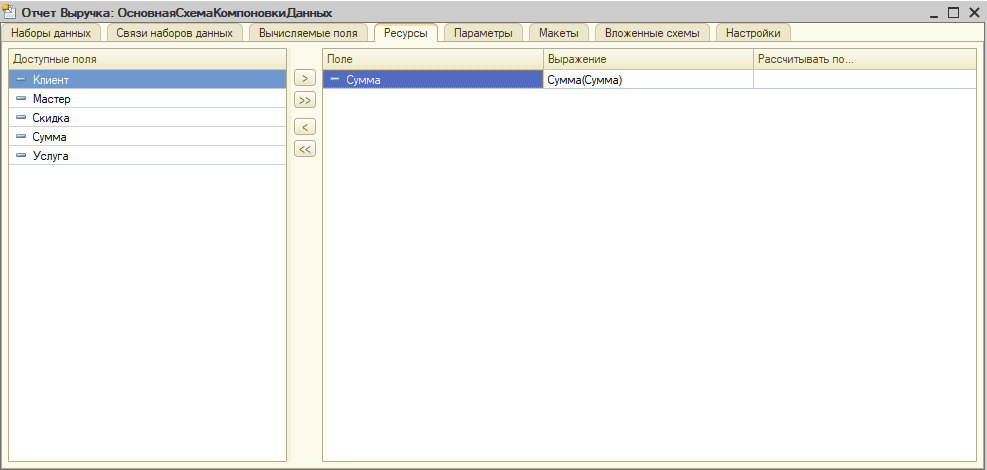 Отчет Выручка: ОсновнаяСхемаКомпоновкиДанных
Наборы данных Связи наборов данных Вычисляемые поля Ресурсы Параметры Макеты Вложенные схемы Настройки
Доступные поля
Клиент
Мастер
Скидка
Сумма
Услуга
>
>>
<
<<
Поле Выражение Рассчитывать по...
Сумма Сумма(Сумма)